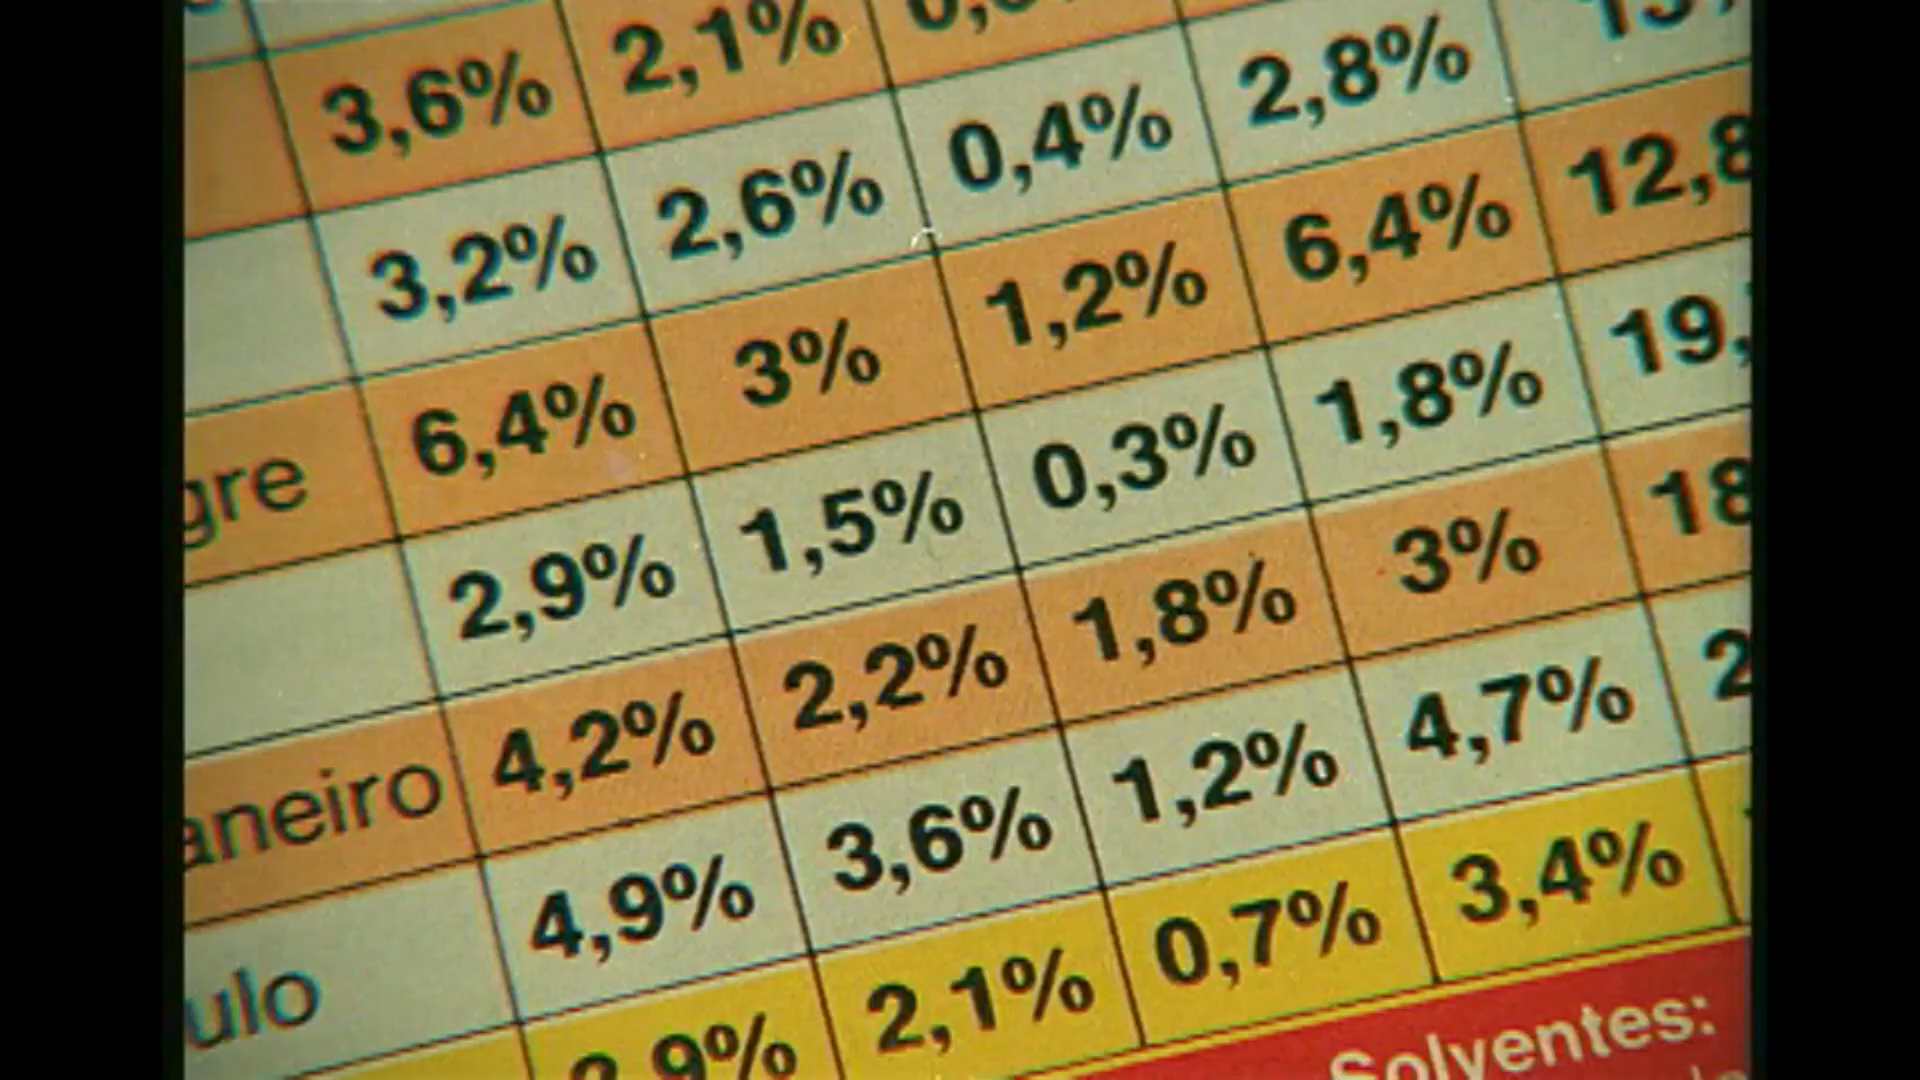 3,6% 2,1%
3,2% 2,6% 0,4% 2,8%
gre 6,4% 3% 1,2% 6,4% 12,8
2,9% 1,5% 0,3% 1,8% 19,
aneiro 4,2% 2,2% 1,8% 3% 18
ulo 4,9% 3,6% 1,2% 4,7% 2
2,1% 0,7% 3,4%
Solventes: